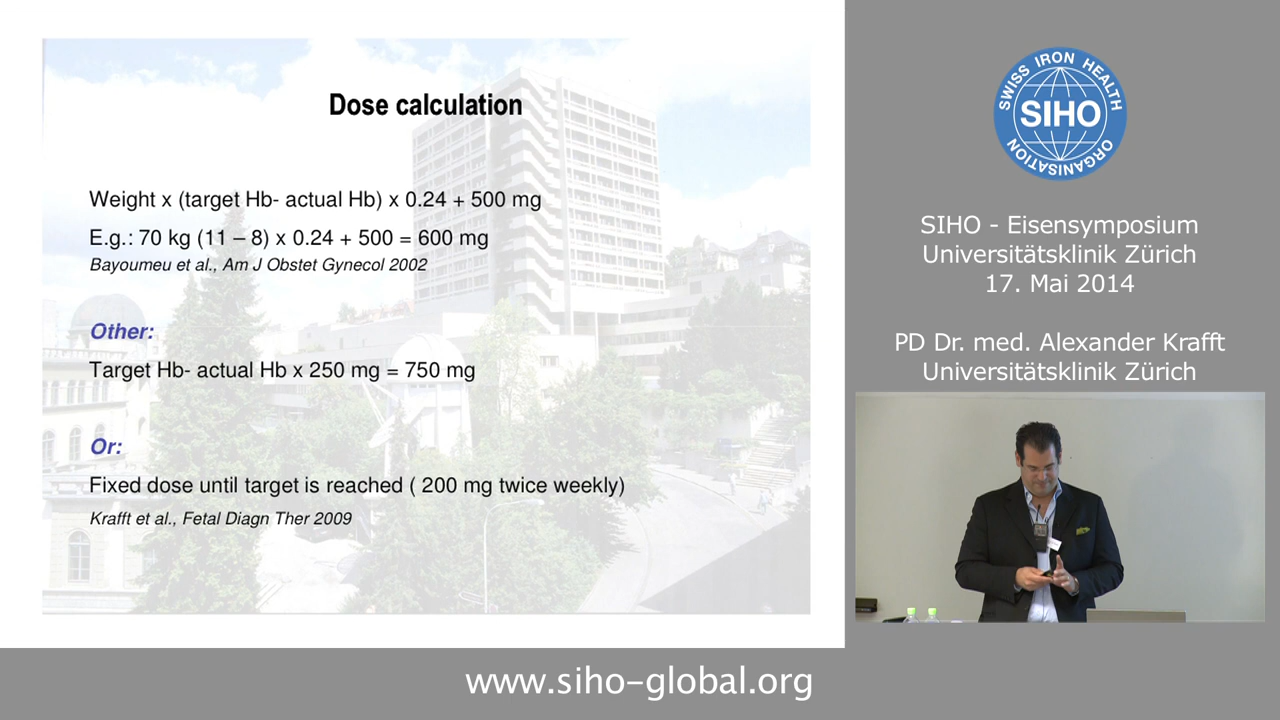 Dose calculation
Weight x (target Hb- actual Hb) x 0.24 + 500 mg
E.g.: 70 kg (11 – 8) x 0.24 + 500 = 600 mg
Bayoumeu et al., Am J Obstet Gynecol 2002
Other:
Target Hb- actual Hb x 250 mg = 750 mg
Or:
Fixed dose until target is reached ( 200 mg twice weekly)
Krafft et al., Fetal Diagn Ther 2009
SWISS IRON HEALTH
SIHO
ORGANISATION
SIHO - Eisensymposium
Universitätsklinik Zürich
17. Mai 2014
PD Dr. med. Alexander Krafft
Universitätsklinik Zürich
www.siho-global.org